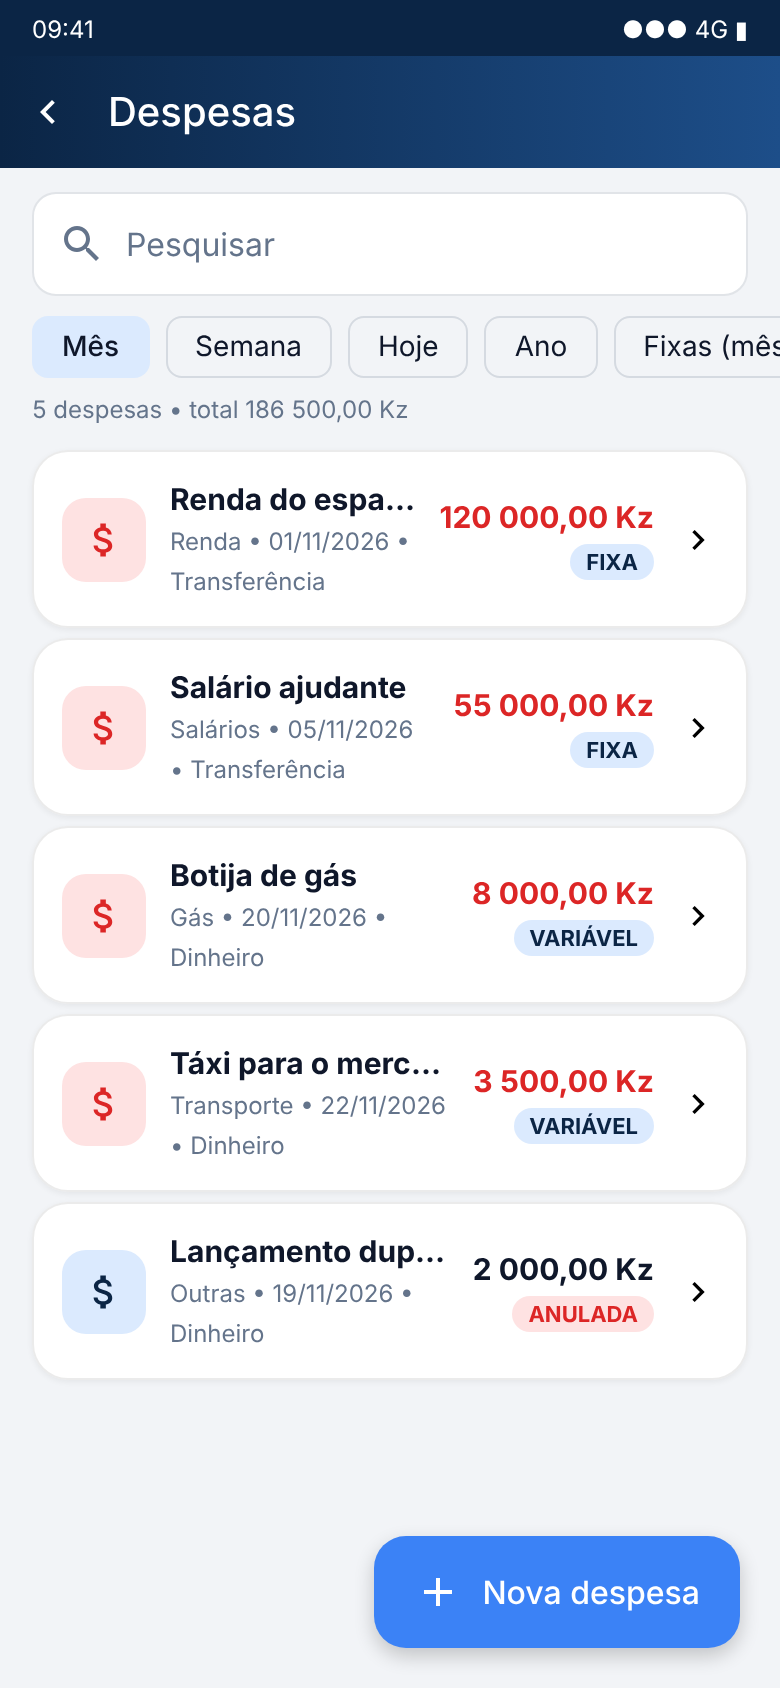 09:41
4G
Despesas
Pesquisar
Mês Semana Hoje Ano Fixas (mês
5 despesas • total 186 500,00 Kz
$
Renda do espa...
Renda • 01/11/2026 •
Transferência
120 000,00 Kz
FIXA
$
Salário ajudante
Salários • 05/11/2026
• Transferência
55 000,00 Kz
FIXA
$
Botija de gás
Gás • 20/11/2026 •
Dinheiro
8 000,00 Kz
VARIÁVEL
$
Táxi para o merc...
Transporte • 22/11/2026
• Dinheiro
3 500,00 Kz
VARIÁVEL
$
Lançamento dup...
Outras • 19/11/2026 •
Dinheiro
2 000,00 Kz
ANULADA
+ Nova despesa